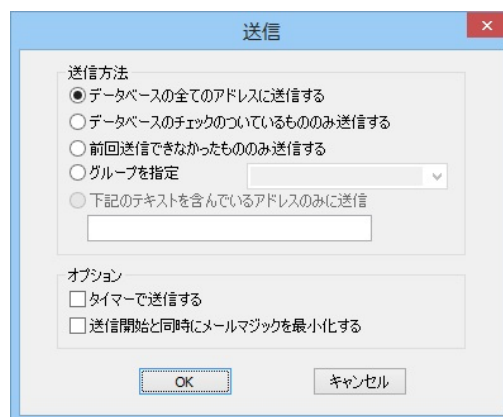 送信
送信方法
データベースの全てのアドレスに送信する
データベースのチェックのついているもののみ送信する
前回送信できなかったもののみ送信する
グループを指定
下記のテキストを含んでいるアドレスのみに送信
オプション
タイマーで送信する
送信開始と同時にメールマジックを最小化する
OK キャンセル